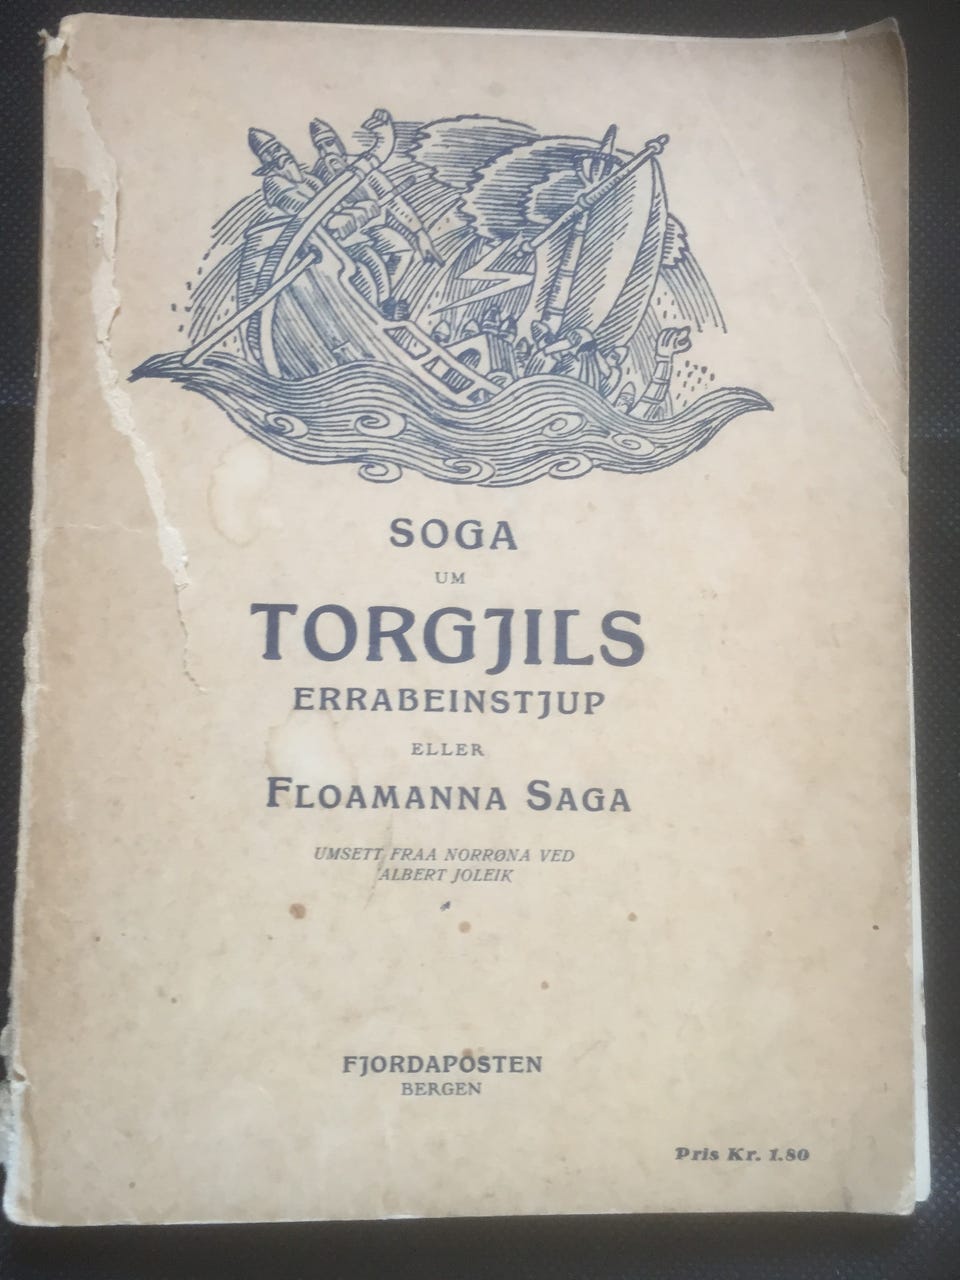 SOGA
UM
TORGJILS
ERRABEINSTJUP
ELLER
FLOAMANNA SAGA
UMSETT FRAA NORRØNA VED
ALBERT JOLEIK
FJORDAPOSTEN
BERGEN
Pris Kr. 1.80